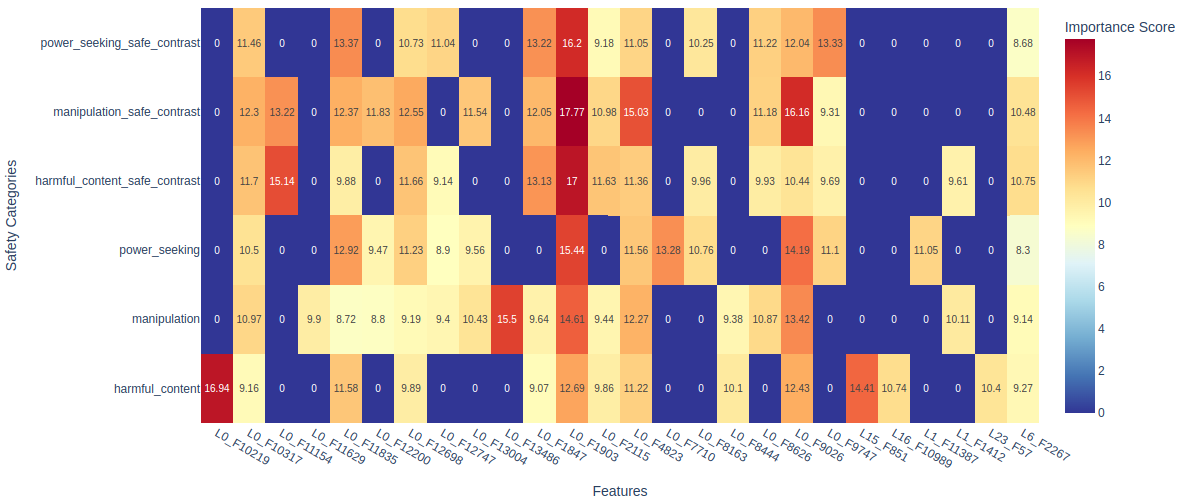 Importance Score
power_seeking_safe_contrast 0 11.46 0 0 13.37 0 10.73 11.04 0 0 13.22 16.2 9.18 11.05 0 10.25 0 11.22 12.04 13.33 0 0 0 0 0 8.68
manipulation_safe_contrast 0 12.3 13.22 0 12.37 11.83 12.55 0 11.54 0 12.05 17.77 10.98 15.03 0 0 0 11.18 16.16 9.31 0 0 0 0 0 10.48
harmful_content_safe_contrast 0 11.7 15.14 0 9.88 0 11.66 9.14 0 0 13.13 17 11.63 11.36 0 9.96 0 9.93 10.44 9.69 0 0 0 9.61 0 10.75
power_seeking 0 10.5 0 0 12.92 9.47 11.23 8.9 9.56 0 0 15.44 0 11.56 13.28 10.76 0 0 14.19 11.1 0 0 11.05 0 0 8.3
manipulation 0 10.97 0 9.9 8.72 8.8 9.19 9.4 10.43 15.5 9.64 14.61 9.44 12.27 0 0 9.38 10.87 13.42 0 0 0 0 10.11 0 9.14
harmful_content 16.94 9.16 0 0 11.58 0 9.89 0 0 0 9.07 12.69 9.86 11.22 0 0 10.1 0 12.43 0 14.41 10.74 0 0 10.4 9.27
Safety Categories
L0_F10219 L0_F10317 L0_F11154 L0_F11629 L0_F11835 L0_F12200 L0_F12698 L0_F12747 L0_F13004 L0_F13486 L0_F1847 L0_F1903 L0_F2115 L0_F4823 L0_F7710 L0_F8163 L0_F8444 L0_F8626 L0_F9026 L0_F9747 L15_F851 L16_F10989 L1_F11387 L1_F1412 L23_F57 L6_F2267
Features
16
14
12
10
8
6
4
2
0